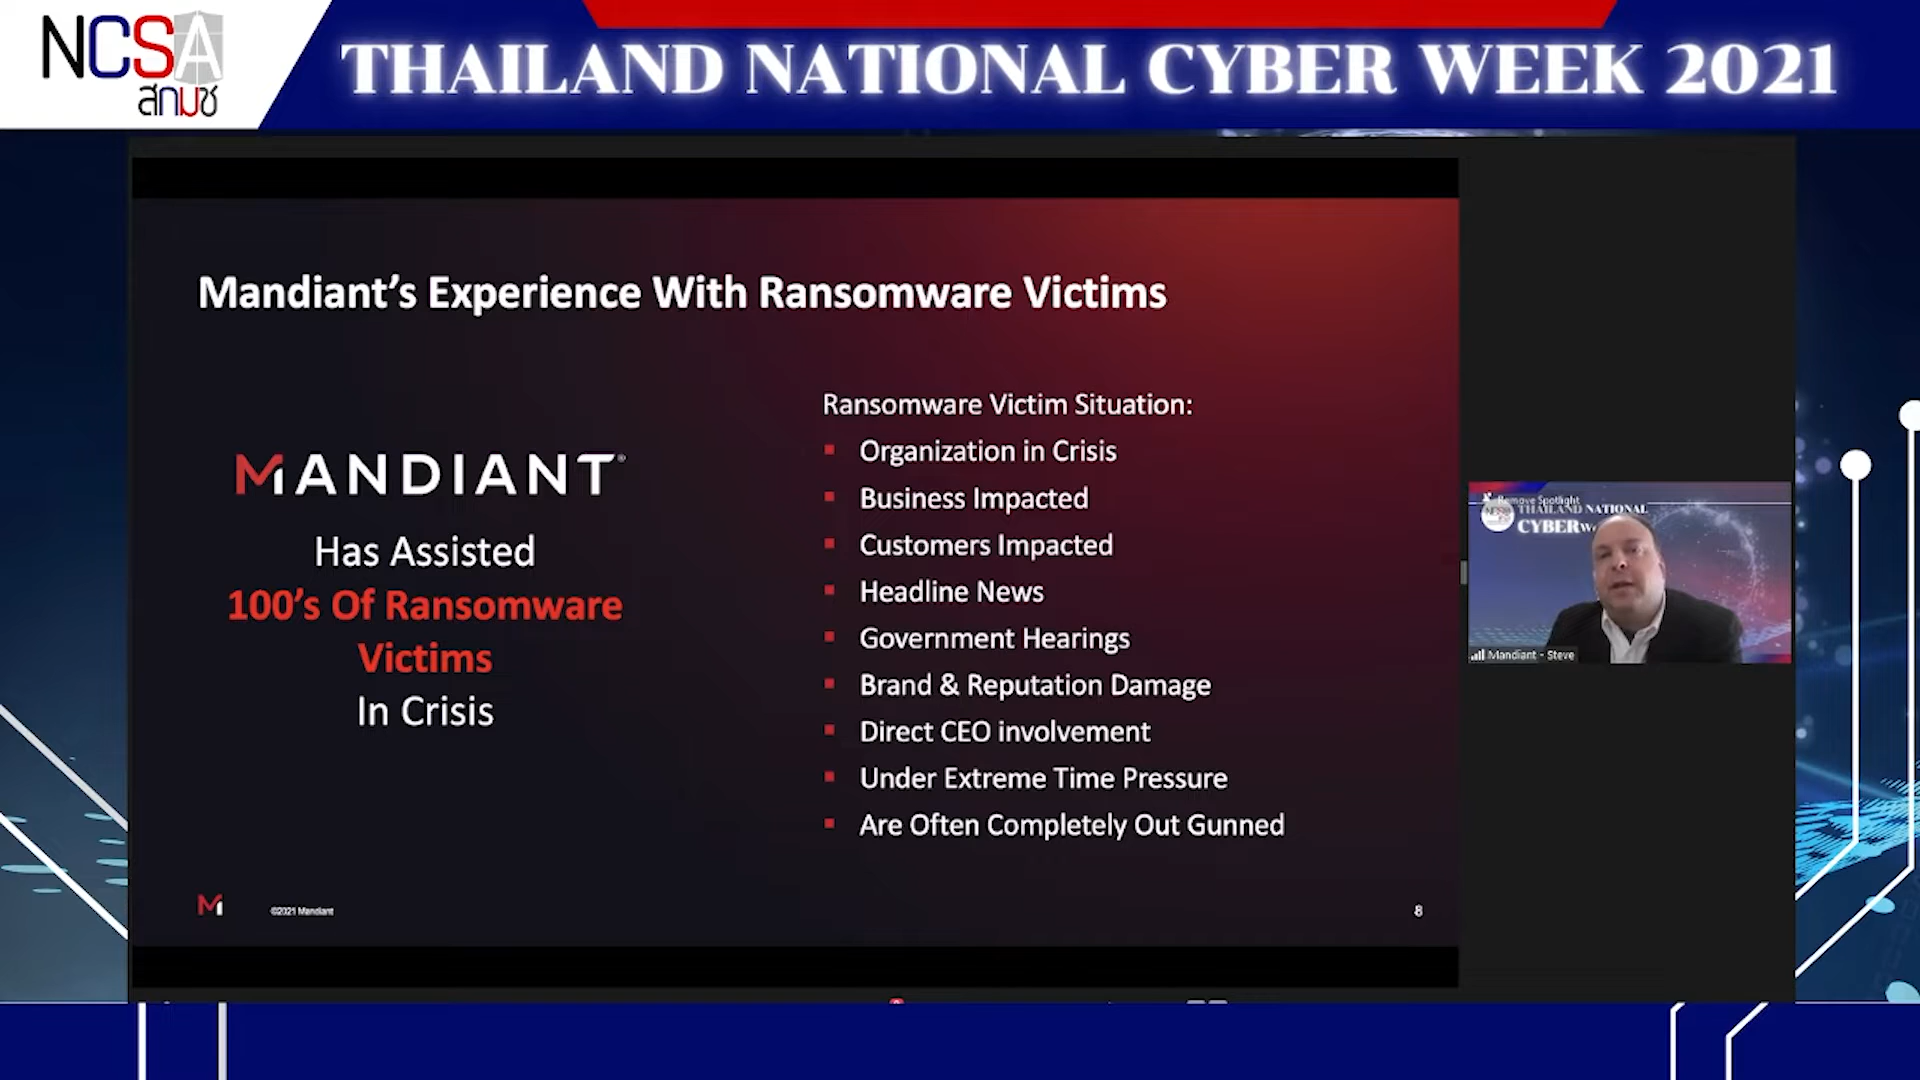 NCSA
สกมช
THAILAND NATIONAL CYBER WEEK 2021
Mandiant's Experience With Ransomware Victims
MANDIANT®
Has Assisted
100's Of Ransomware
Victims
In Crisis
Ransomware Victim Situation:
Organization in Crisis
Business Impacted
Customers Impacted
Headline News
Government Hearings
Brand & Reputation Damage
Direct CEO involvement
Under Extreme Time Pressure
Are Often Completely Out Gunned
M
©2021 Mandiant
8
Remove Spotlight
NCSA
THAILAND NATIONAL
CYBER
Mandiant - Steve